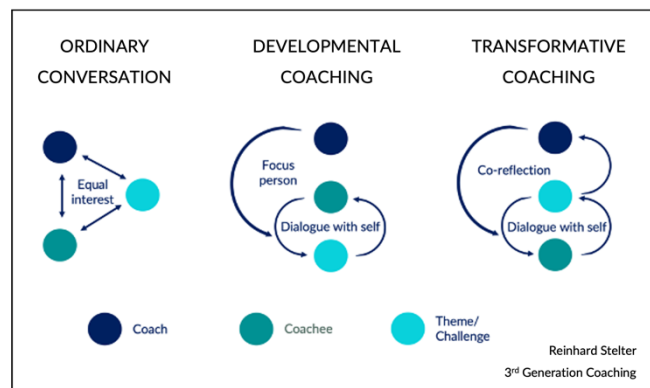 ORDINARY
CONVERSATION
DEVELOPMENTAL
COACHING
TRANSFORMATIVE
COACHING
Equal
interest
Focus
person
Dialogue with self
Co-reflection
Dialogue with self
Coach
Coachee
Theme/
Challenge
Reinhard Stelter
3rd Generation Coaching